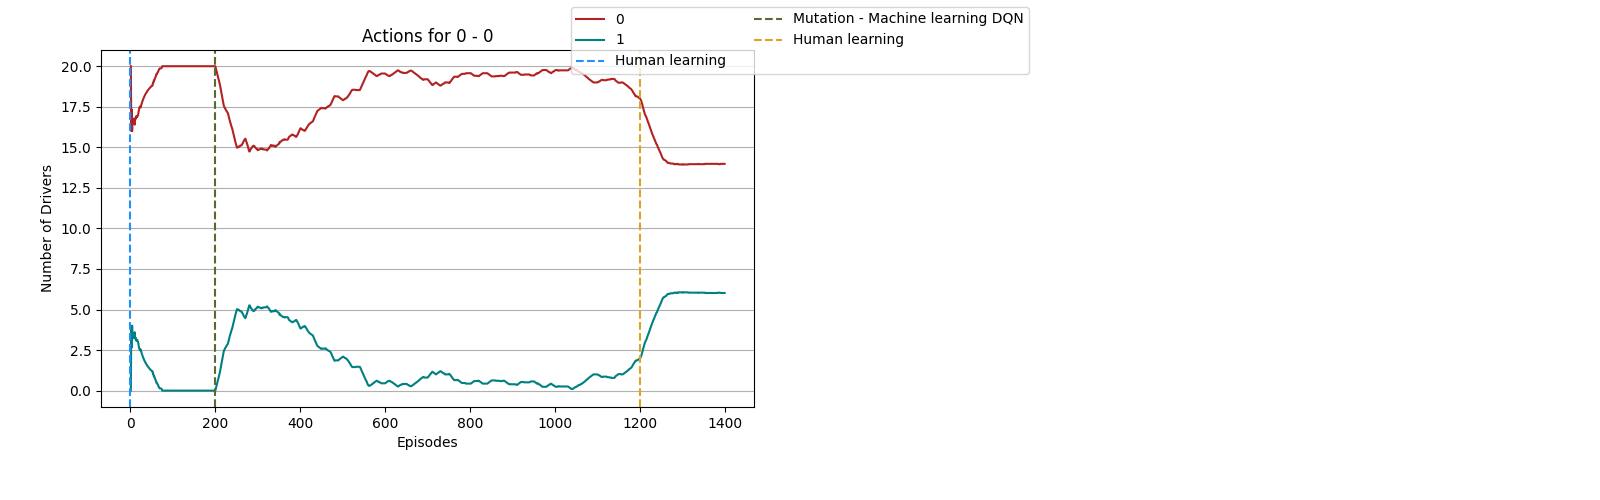 0
1
Human learning
Mutation - Machine learning DQN
Human learning
Actions for 0 - 0
Number of Drivers
20.0
17.5
15.0
12.5
10.0
7.5
5.0
2.5
0.0
0 200 400 600 800 1000 1200 1400
Episodes